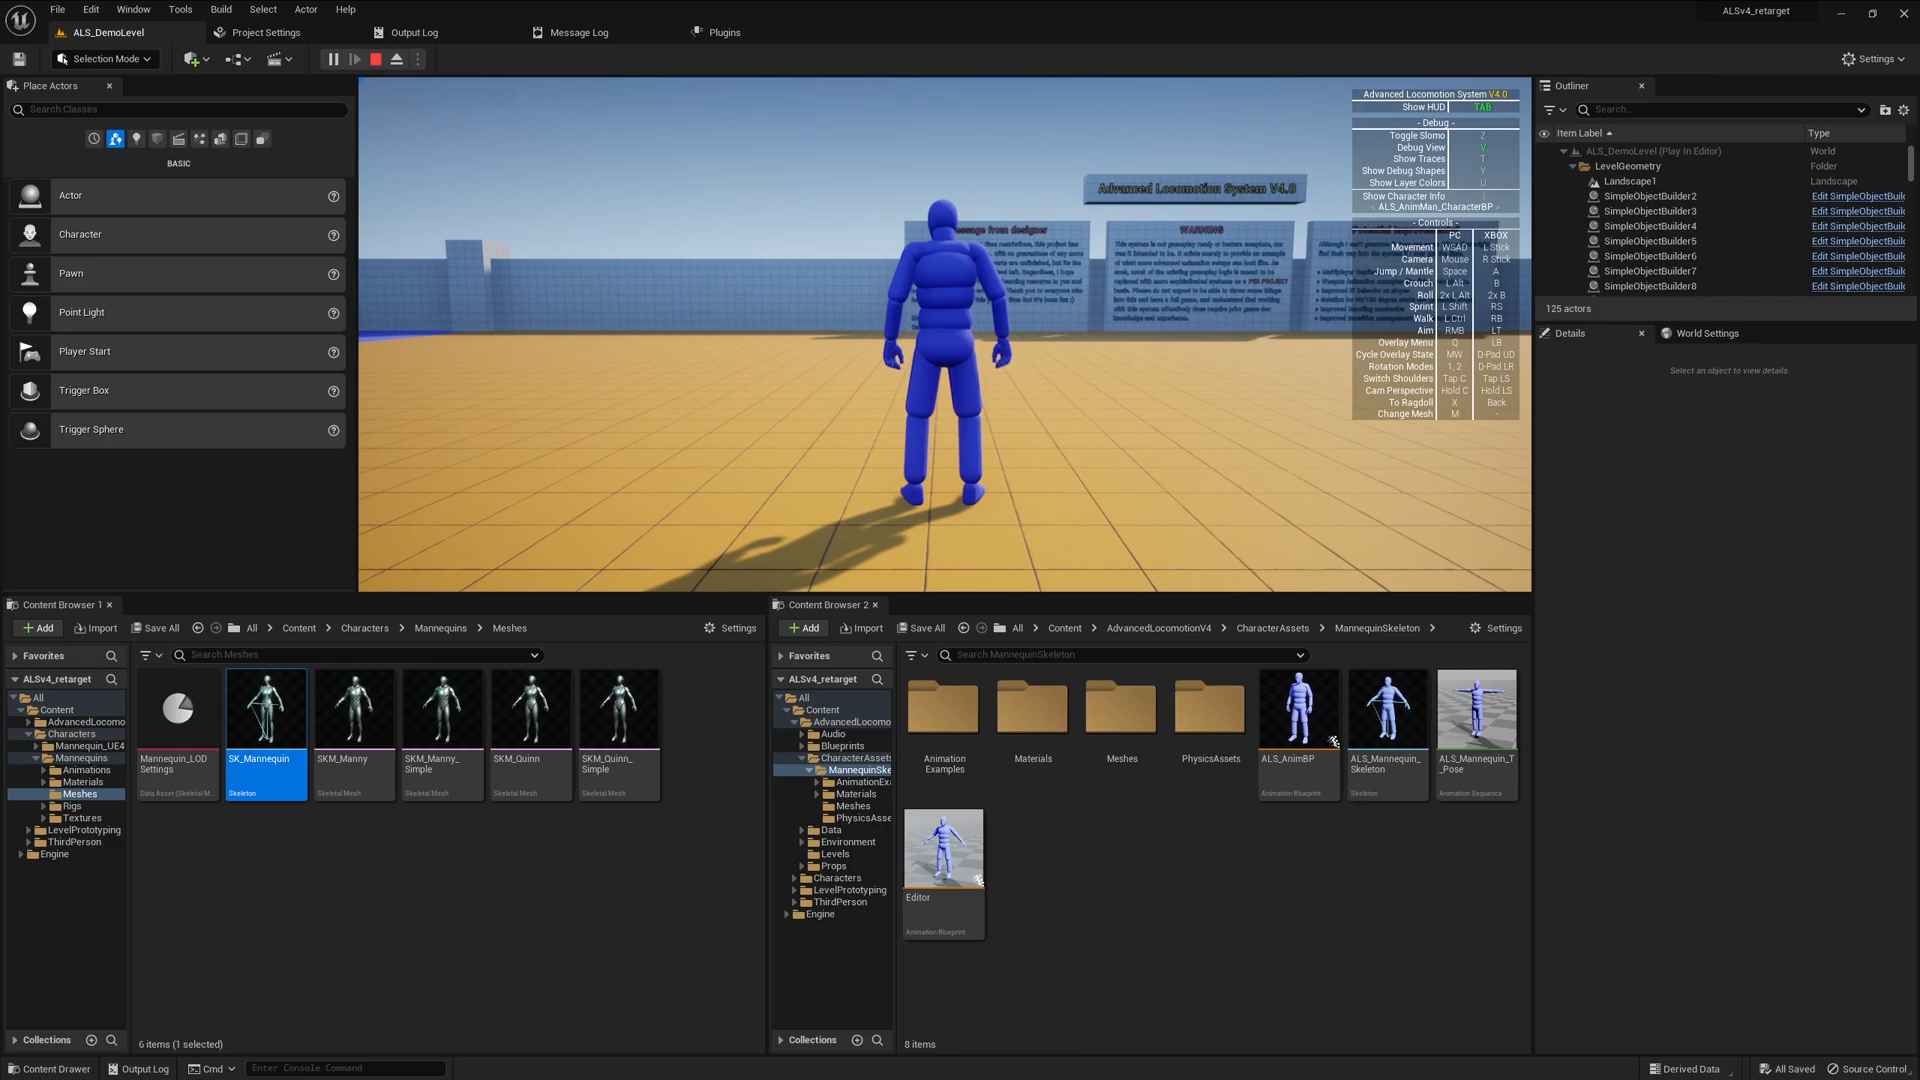 File Edit Window Tools Build Select Actor Help
ALSv4_retarget
ALS_DemoLevel
Project Settings
Output Log
Message Log
Plugins
Selection Mode
Settings
Place Actors
Search Classes
BASIC
Actor
Character
Pawn
Point Light
Player Start
Trigger Box
Trigger Sphere
Advanced Locomotion System V4.0
WARNING
Advanced Locomotion System V4.0
Show HUD TAB
- Debug -
Toggle Slomo Z
Debug View V
Show Traces T
Show Debug Shapes Y
Show Layer Colors U
Show Character Info
< ALS_AnimMan_CharacterBP >
- Controls -
PC XBOX
Movement WSAD L Stick
Camera Mouse R Stick
Jump / Mantle Space A
Crouch L Alt B
Roll 2x L Alt 2x B
Sprint L Shift RS
Walk L Ctrl RB
Aim RMB LT
Overlay Menu Q LB
Cycle Overlay State MW D-Pad UD
Rotation Modes 1, 2 D-Pad LR
Switch Shoulders Tap C Tap LS
Cam Perspective Hold C Hold LS
To Ragdoll X Back
Change Mesh M -
Outliner
Search...
Item Label Type
ALS_DemoLevel (Play In Editor) World
LevelGeometry Folder
Landscape1 Landscape
SimpleObjectBuilder2 Edit SimpleObjectBuil
SimpleObjectBuilder3 Edit SimpleObjectBuil
SimpleObjectBuilder4 Edit SimpleObjectBuil
SimpleObjectBuilder5 Edit SimpleObjectBuil
SimpleObjectBuilder6 Edit SimpleObjectBuil
SimpleObjectBuilder7 Edit SimpleObjectBuil
SimpleObjectBuilder8 Edit SimpleObjectBuil
125 actors
Details
World Settings
Select an object to view details.
Content Browser 1
Add Import Save All All Content Characters Mannequins Meshes Settings
Favorites
Search Meshes
ALSv4_retarget
All
Content
AdvancedLocomo
Characters
Mannequin_UE4
Mannequins
Animations
Materials
Meshes
Rigs
Textures
LevelPrototyping
ThirdPerson
Engine
Mannequin_LOD
Settings
Data Asset (Skeletal M...
SK_Mannequin
Skeleton
SKM_Manny
Skeletal Mesh
SKM_Manny_
Simple
Skeletal Mesh
SKM_Quinn
Skeletal Mesh
SKM_Quinn_
Simple
Skeletal Mesh
Collections
6 items (1 selected)
Content Browser 2
Add Import Save All All Content AdvancedLocomotionV4 CharacterAssets MannequinSkeleton Settings
Favorites
Search MannequinSkeleton
ALSv4_retarget
All
Content
AdvancedLocomo
Audio
Blueprints
CharacterAssets
MannequinSke
AnimationExa
Materials
Meshes
PhysicsAsse
Data
Environment
Levels
Props
Characters
LevelPrototyping
ThirdPerson
Engine
Animation
Examples
Materials
Meshes
PhysicsAssets
ALS_AnimBP
Animation Blueprint
ALS_Mannequin_
Skeleton
Skeleton
ALS_Mannequin_T
_Pose
Animation Sequence
Editor
Animation Blueprint
Collections
8 items
Content Drawer
Output Log
Cmd
Enter Console Command
Derived Data
All Saved
Source Control